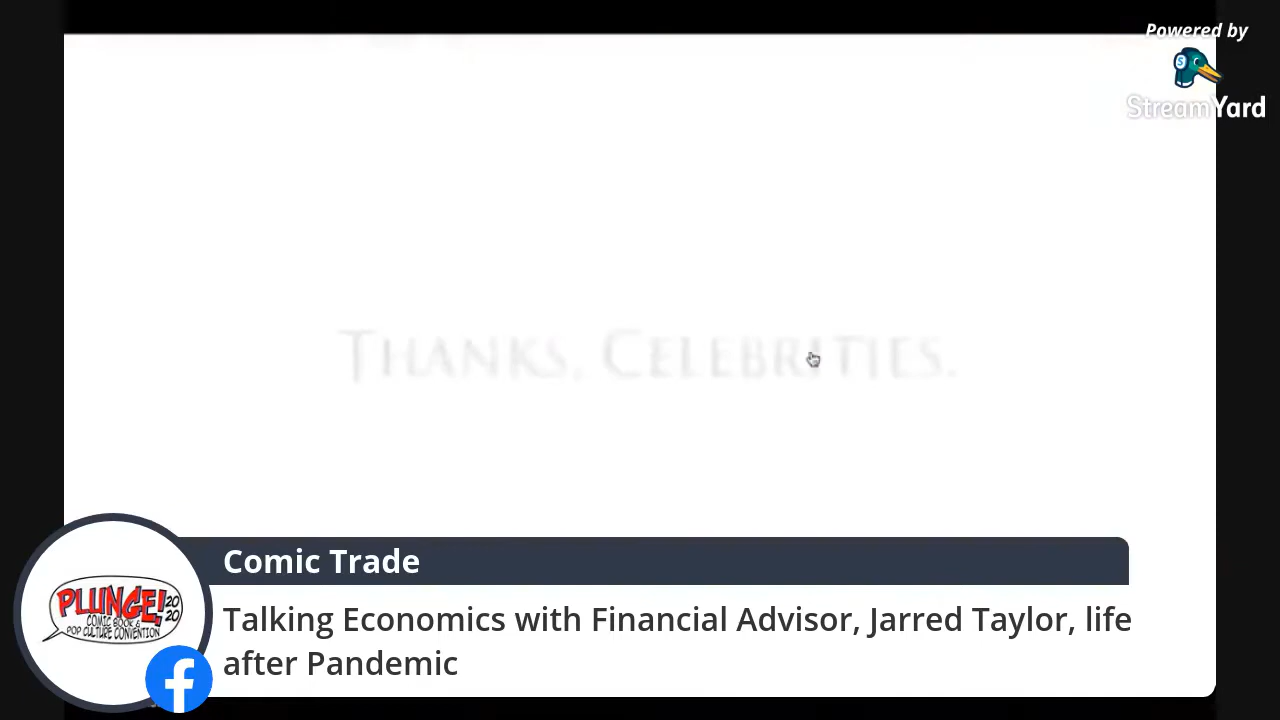 Powered by
StreamYard
THANKS, CELEBRITIES.
Comic Trade
Talking Economics with Financial Advisor, Jarred Taylor, life
after Pandemic
PLUNGE! 2020
COMIC BOOK &
POP CULTURE CONVENTION